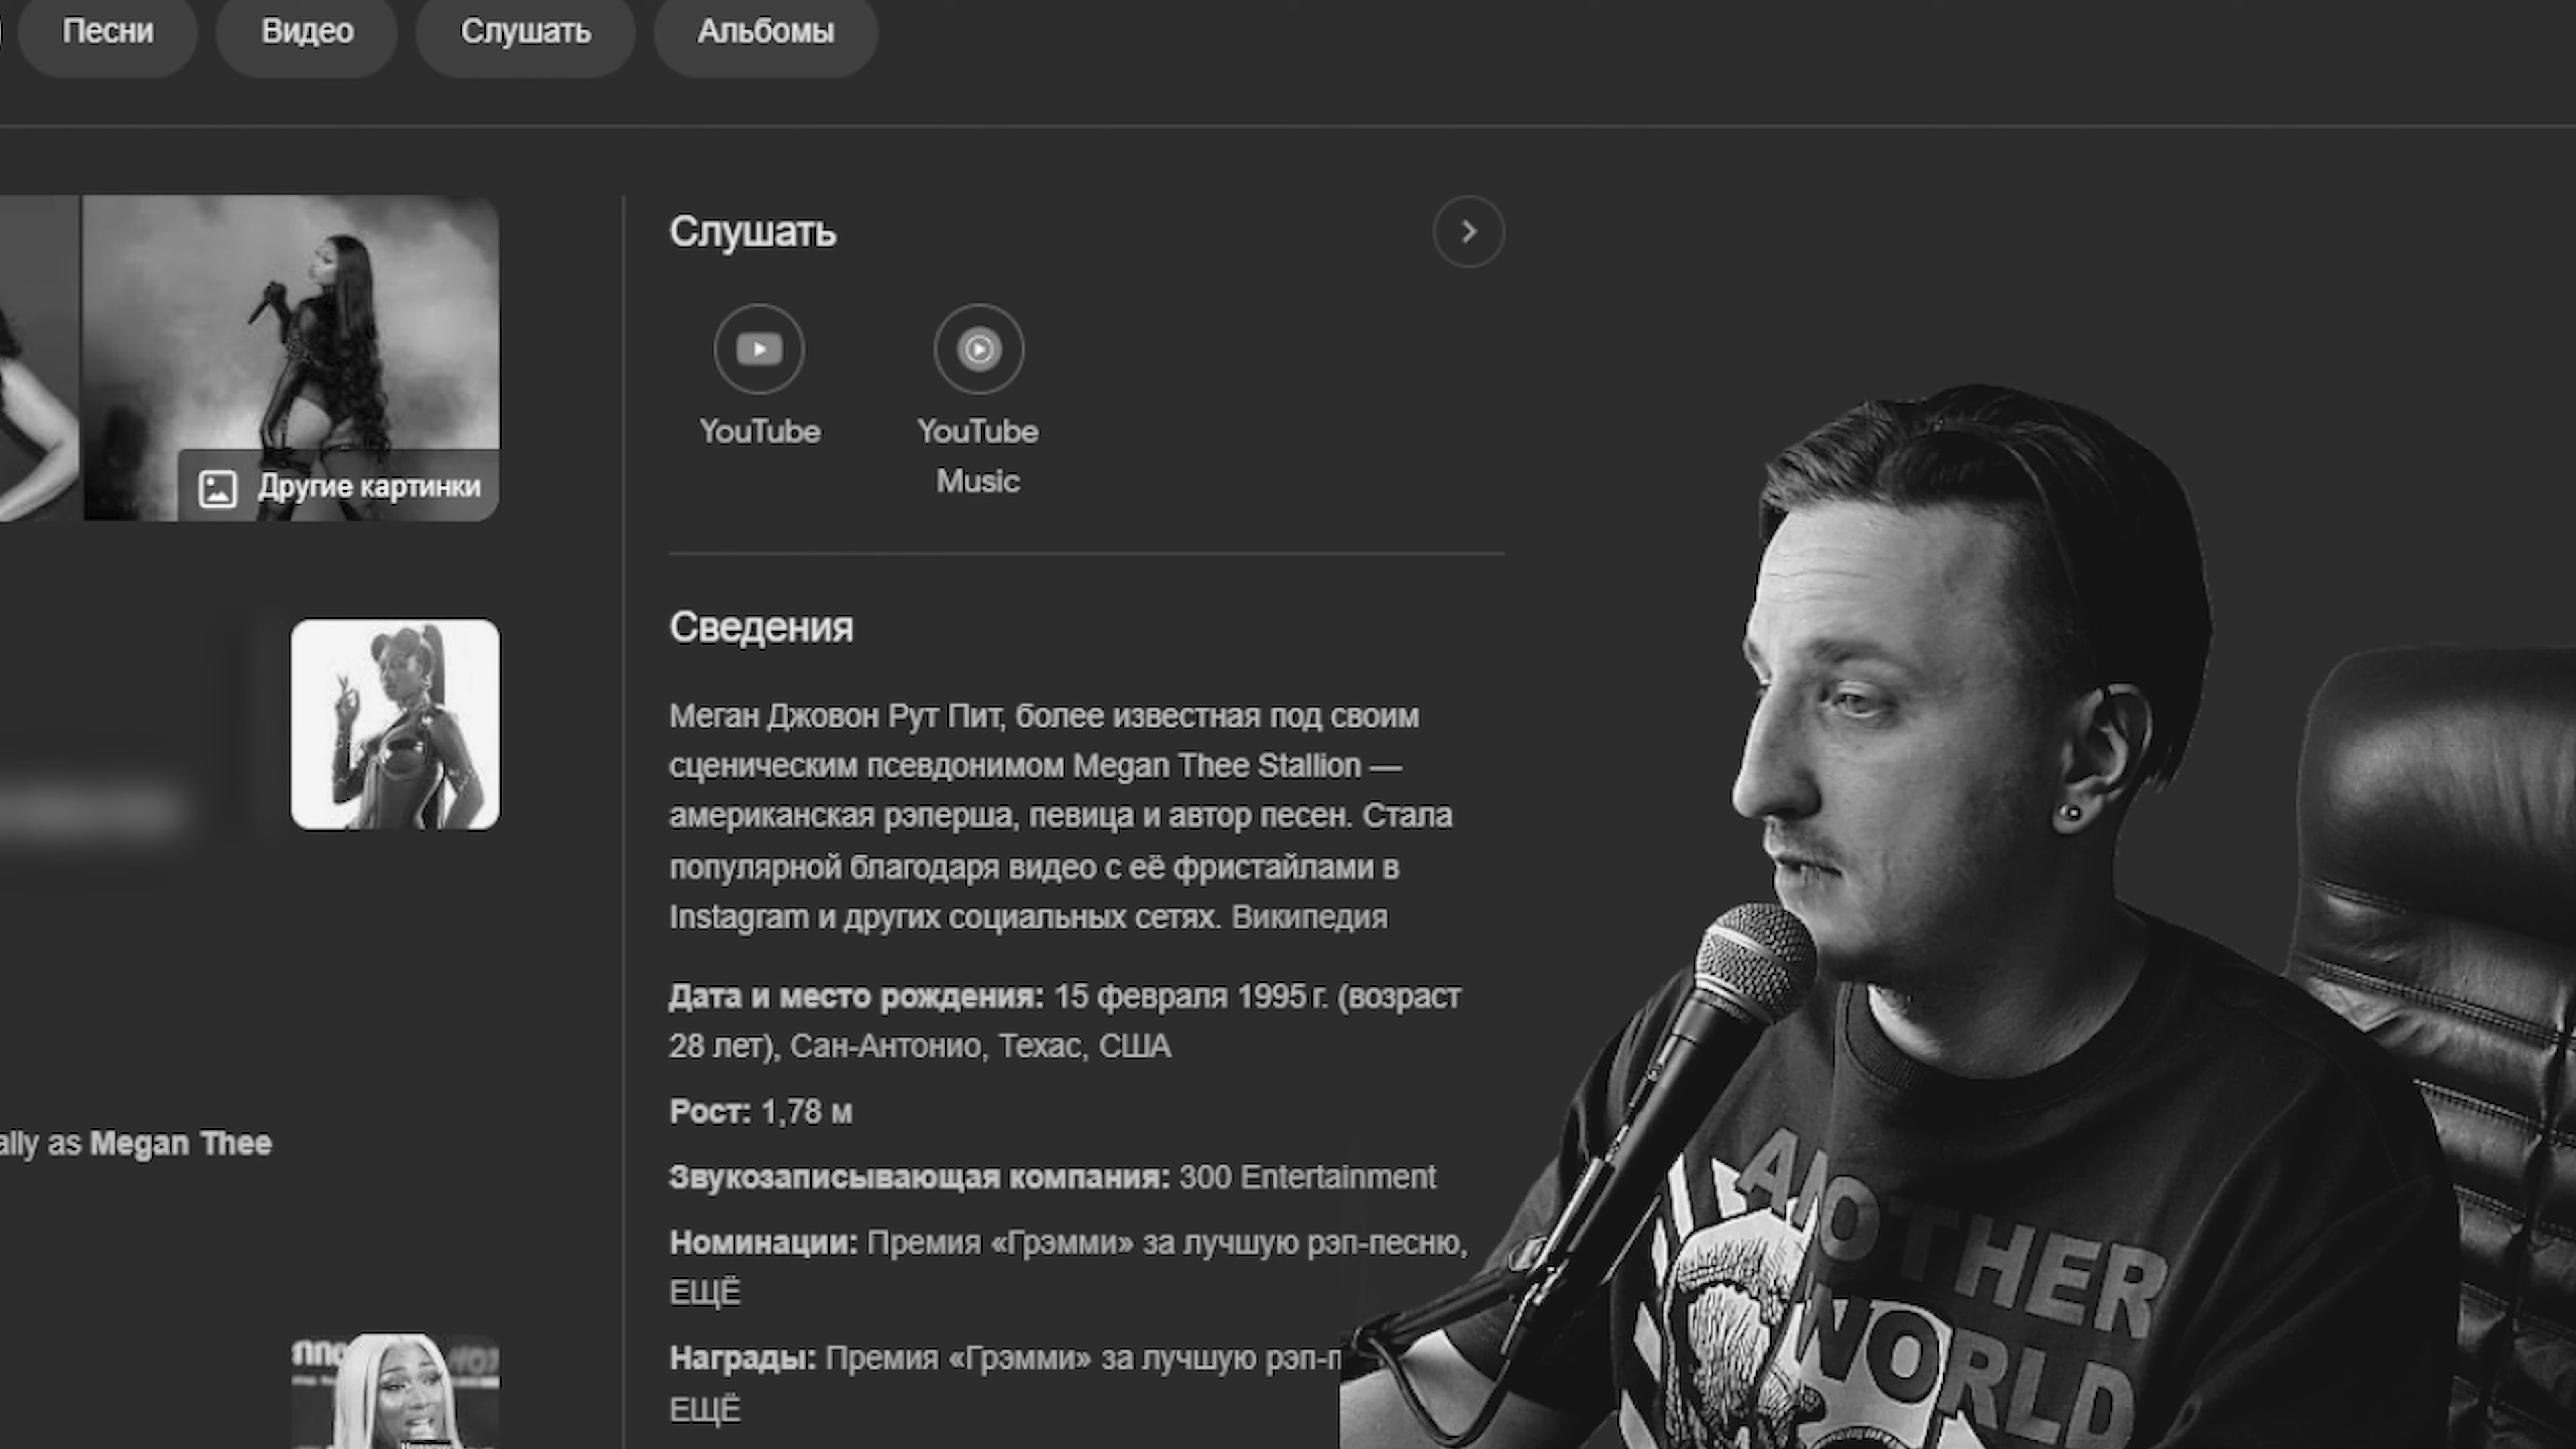 Песни
Видео
Слушать
Альбомы
Другие картинки
ally as Megan Thee
Слушать
YouTube
YouTube
Music
Сведения
Меган Джовон Рут Пит, более известная под своим
сценическим псевдонимом Megan Thee Stallion —
американская рэперша, певица и автор песен. Стала
популярной благодаря видео с её фристайлами в
Instagram и других социальных сетях. Википедия
Дата и место рождения: 15 февраля 1995 г. (возраст
28 лет), Сан-Антонио, Техас, США
Рост: 1,78 м
Звукозаписывающая компания: 300 Entertainment
Номинации: Премия «Грэмми» за лучшую рэп-песню,
ЕЩЁ
Награды: Премия «Грэмми» за лучшую рэп-п
ЕЩЁ
ANOTHER
WORLD